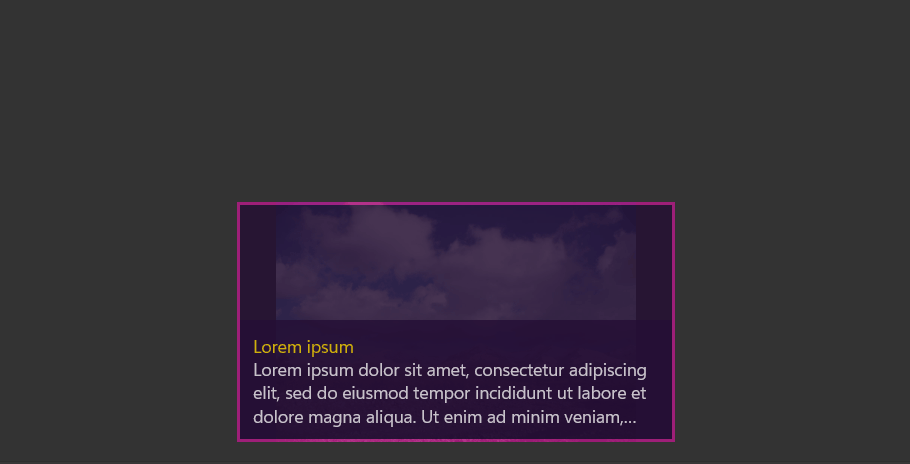 Lorem ipsum
Lorem ipsum dolor sit amet, consectetur adipiscing
elit, sed do eiusmod tempor incididunt ut labore et
dolore magna aliqua. Ut enim ad minim veniam,...